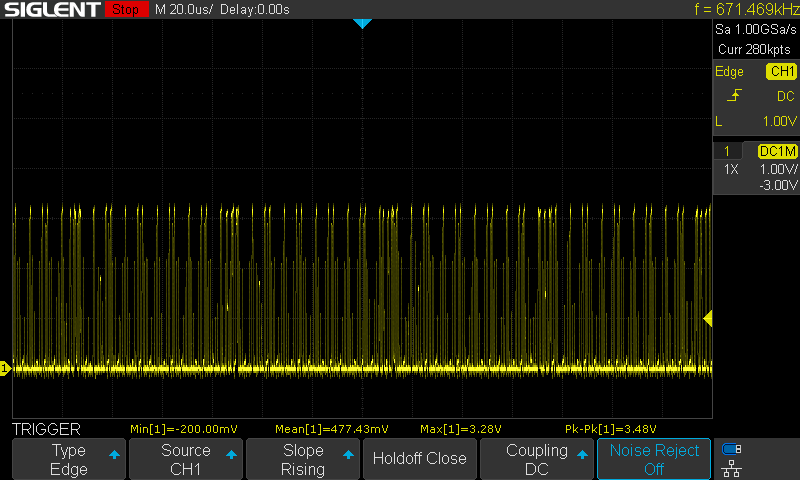 SIGLENT Stop M 20.0us/ Delay:0.00s f = 671.469kHz
Sa 1.00GSa/s
Curr 280kpts
Edge CH1
DC
L 1.00V
1 DC1M
1X 1.00V/
-3.00V
1
TRIGGER Min[1]=-200.00mV Mean[1]=477.43mV Max[1]=3.28V Pk-Pk[1]=3.48V
Type Source Slope Holdoff Close Coupling Noise Reject
Edge CH1 Rising DC Off